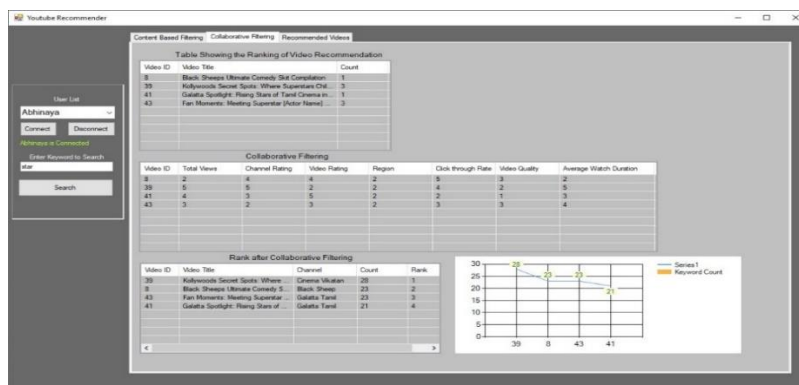 Youtube Recommender
Content Based Filtering Collaborative Filtering Recommended Videos
User List
Abhinaya
Connect Disconnect
Abhinaya is Connected
Enter Keyword to Search
star
Search
Table Showing the Ranking of Video Recommendation
Video ID Video Title Count
8 Black Sheeps Ultimate Comedy Skit Compilation 1
39 Kollywoods Secret Spots: Where Superstars Chil... 3
41 Galatta Spotlight: Rising Stars of Tamil Cinema in... 1
43 Fan Moments: Meeting Superstar [Actor Name] ... 3
Collaborative Filtering
Video ID Total Views Channel Rating Video Rating Region Click through Rate Video Quality Average Watch Duration
8 2 4 4 2 5 3 2
39 5 5 2 2 4 2 5
41 4 3 5 2 2 1 3
43 3 2 3 2 3 3 4
Rank after Collaborative Filtering
Video ID Video Title Channel Count Rank
39 Kollywoods Secret Spots: Where ... Cinema Vikatan 28 1
8 Black Sheeps Ultimate Comedy S... Black Sheep 23 2
43 Fan Moments: Meeting Superstar ... Galatta Tamil 23 3
41 Galatta Spotlight: Rising Stars of ... Galatta Tamil 21 4
30
25
20
15
10
5
0
28 23 23 21
39 8 43 41
Series1
Keyword Count